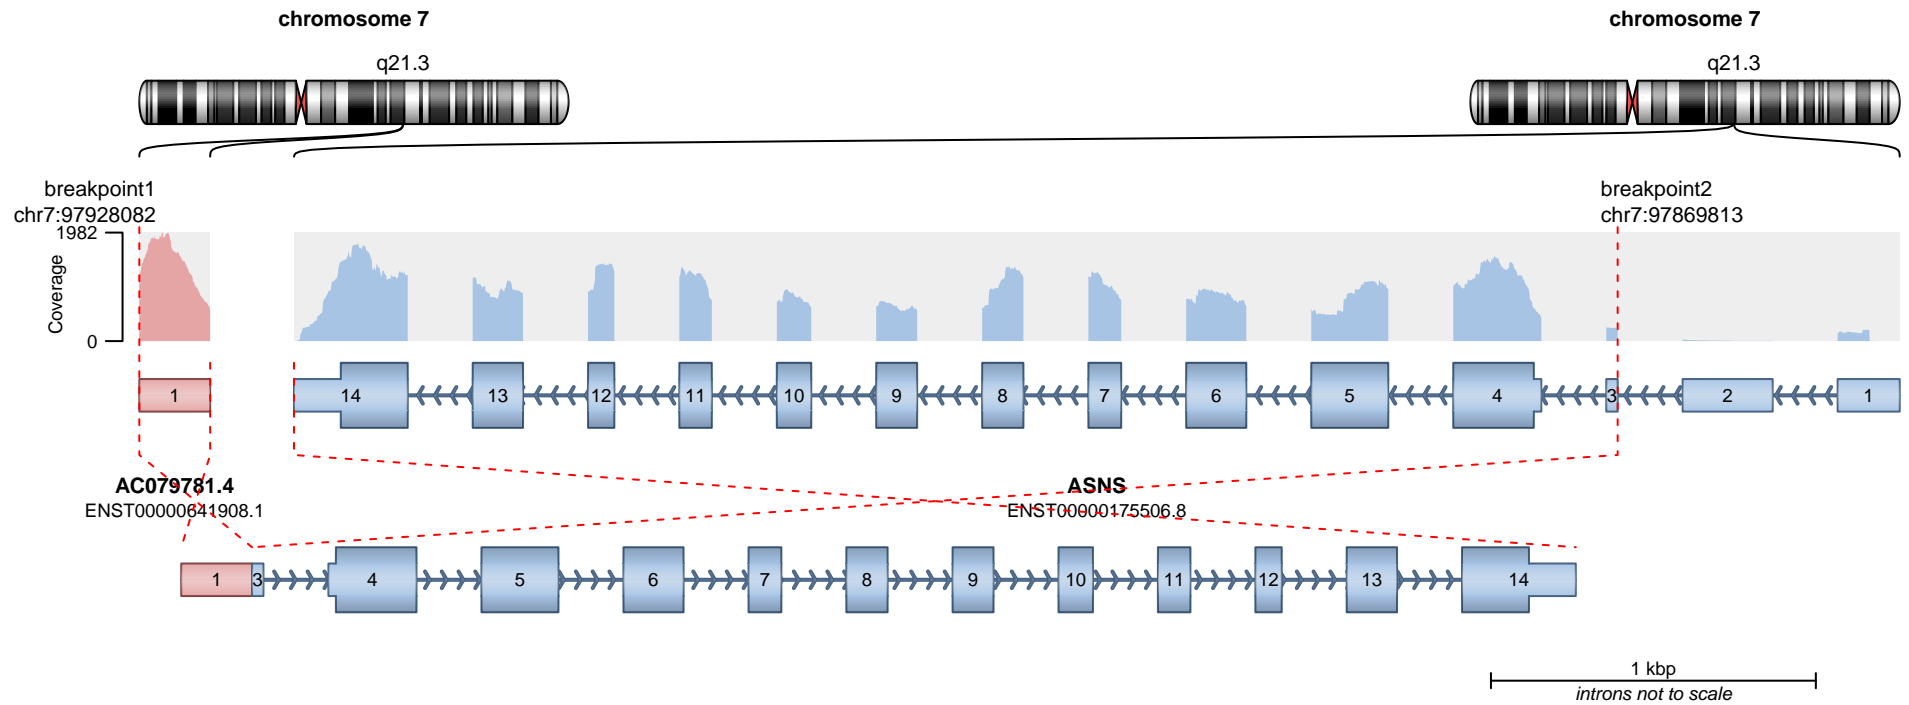 chromosome 7
chromosome 7
q21.3
q21.3
breakpoint1
chr7:97928082
breakpoint2
chr7:97869813
1982
Coverage
0
1
14
13
12
11
10
9
8
7
6
5
4
3
2
1
AC079781.4
ENST00000641908.1
ASNS
ENST00000175506.8
1
3
4
5
6
7
8
9
10
11
12
13
14
1 kbp
introns not to scale